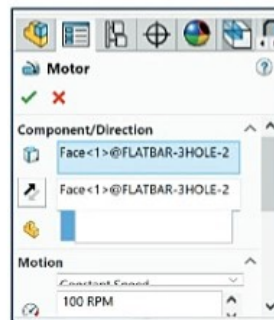 Motor
Component/Direction
Face<1>@FLATBAR-3HOLE-2
Face<1>@FLATBAR-3HOLE-2
Motion
Constant Speed
100 RPM